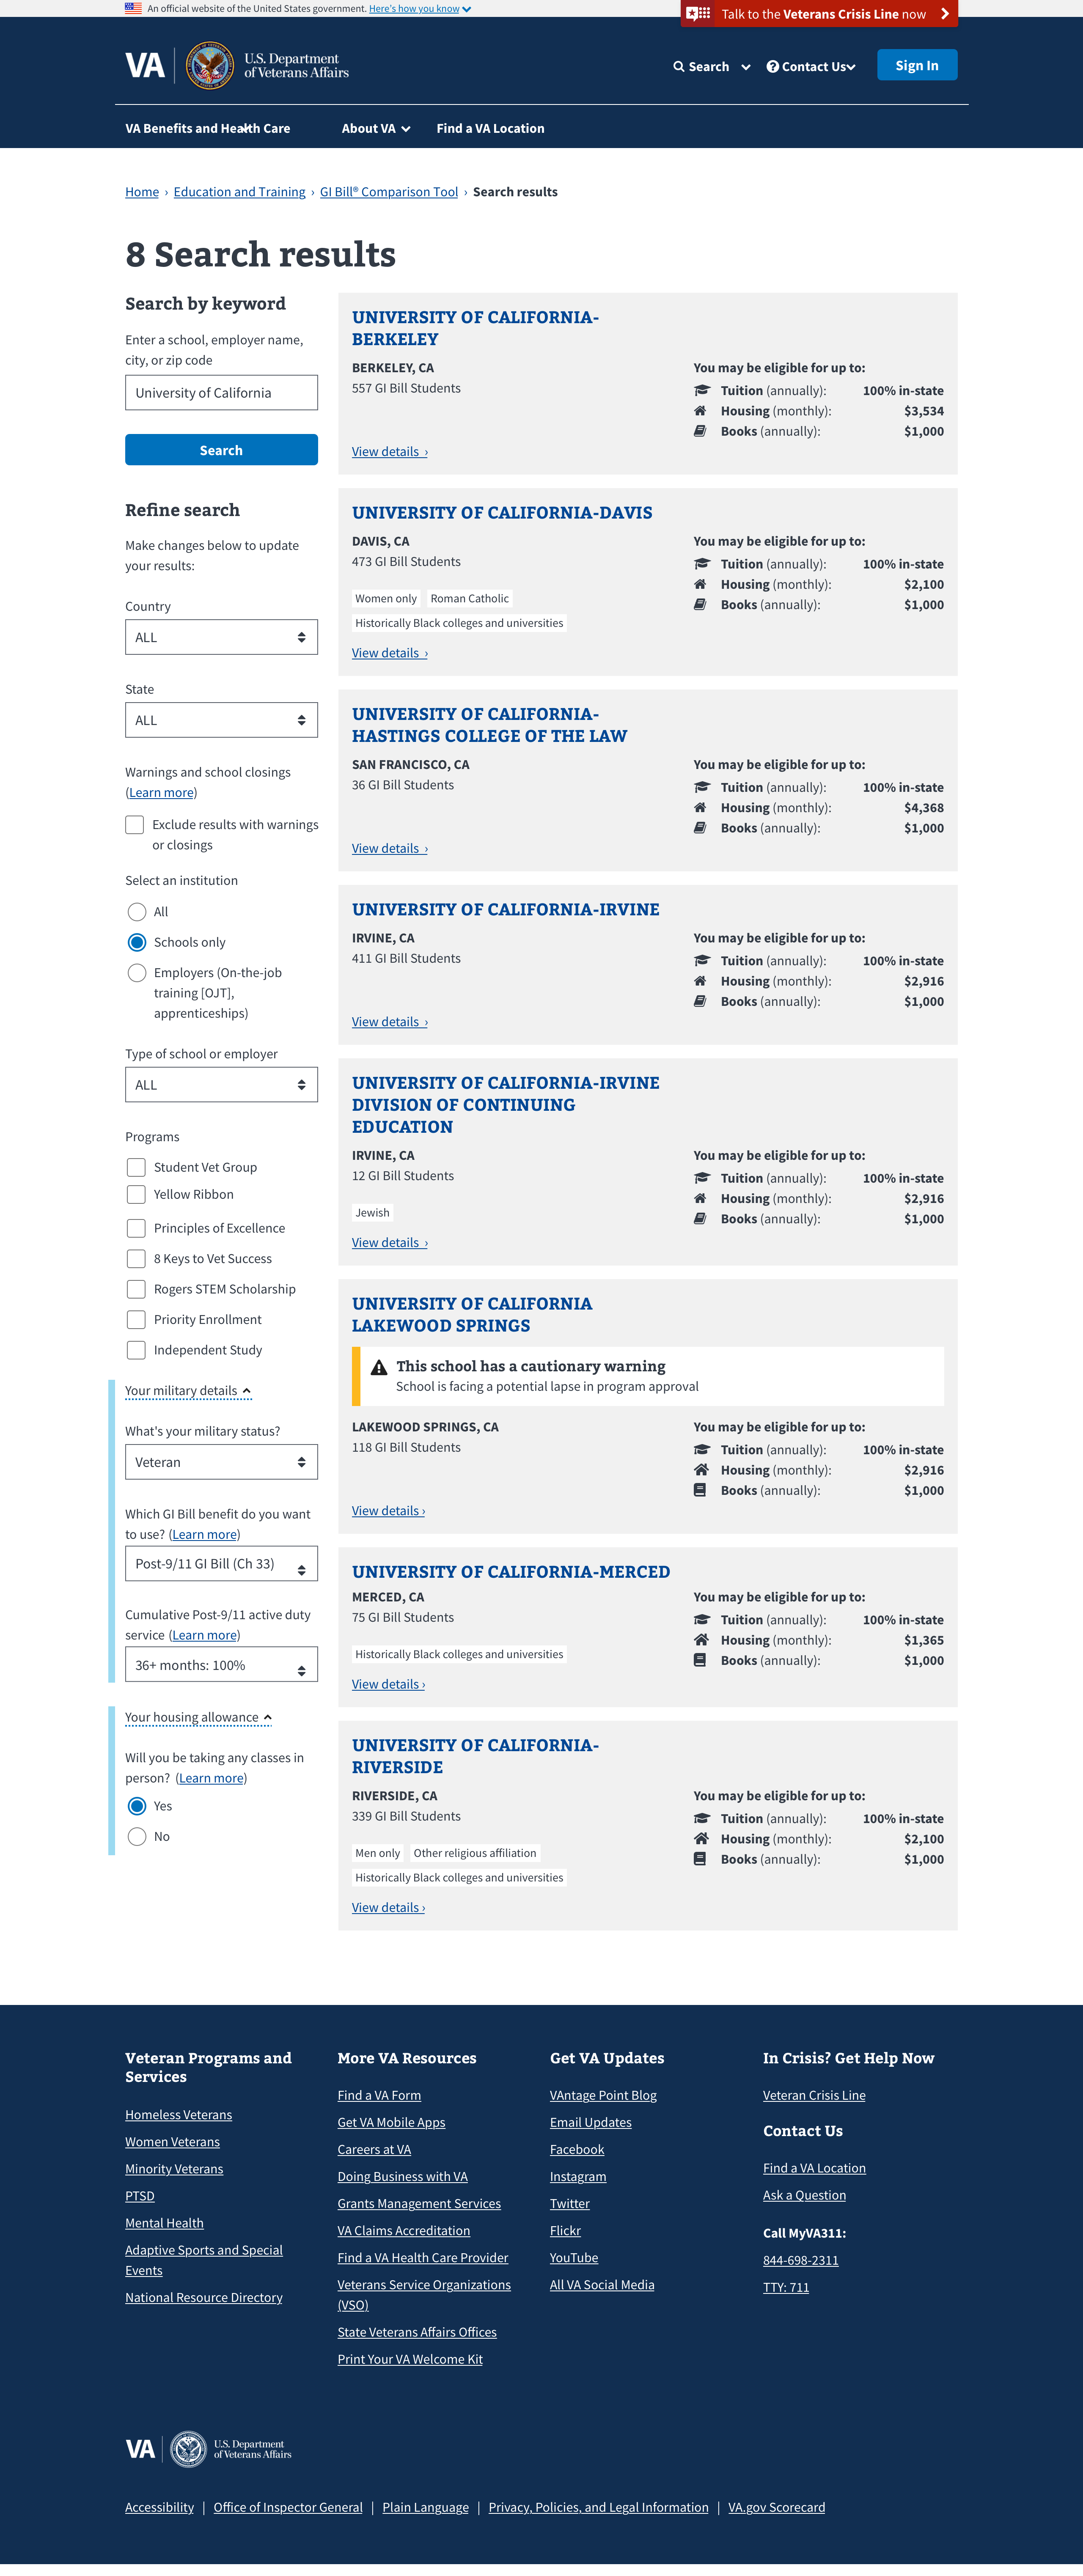 An official website of the United States government. Here's how you know
Talk to the Veterans Crisis Line now
VA
U.S. Department
of Veterans Affairs
Search
Contact Us
Sign In
VA Benefits and Health Care
About VA
Find a VA Location
Home › Education and Training › GI Bill® Comparison Tool › Search results
8 Search results
Search by keyword
Enter a school, employer name,
city, or zip code
University of California
Search
Refine search
Make changes below to update
your results:
Country
ALL
State
ALL
Warnings and school closings
(Learn more)
Exclude results with warnings
or closings
Select an institution
All
Schools only
Employers (On-the-job
training [OJT],
apprenticeships)
Type of school or employer
ALL
Programs
Student Vet Group
Yellow Ribbon
Principles of Excellence
8 Keys to Vet Success
Rogers STEM Scholarship
Priority Enrollment
Independent Study
Your military details
What's your military status?
Veteran
Which GI Bill benefit do you want
to use? (Learn more)
Post-9/11 GI Bill (Ch 33)
Cumulative Post-9/11 active duty
service (Learn more)
36+ months: 100%
Your housing allowance
Will you be taking any classes in
person? (Learn more)
Yes
No
UNIVERSITY OF CALIFORNIA-
BERKELEY
BERKELEY, CA
557 GI Bill Students
View details ›
You may be eligible for up to:
Tuition (annually): 100% in-state
Housing (monthly): $3,534
Books (annually): $1,000
UNIVERSITY OF CALIFORNIA-DAVIS
DAVIS, CA
473 GI Bill Students
Women only Roman Catholic
Historically Black colleges and universities
View details ›
You may be eligible for up to:
Tuition (annually): 100% in-state
Housing (monthly): $2,100
Books (annually): $1,000
UNIVERSITY OF CALIFORNIA-
HASTINGS COLLEGE OF THE LAW
SAN FRANCISCO, CA
36 GI Bill Students
View details ›
You may be eligible for up to:
Tuition (annually): 100% in-state
Housing (monthly): $4,368
Books (annually): $1,000
UNIVERSITY OF CALIFORNIA-IRVINE
IRVINE, CA
411 GI Bill Students
View details ›
You may be eligible for up to:
Tuition (annually): 100% in-state
Housing (monthly): $2,916
Books (annually): $1,000
UNIVERSITY OF CALIFORNIA-IRVINE
DIVISION OF CONTINUING
EDUCATION
IRVINE, CA
12 GI Bill Students
Jewish
View details ›
You may be eligible for up to:
Tuition (annually): 100% in-state
Housing (monthly): $2,916
Books (annually): $1,000
UNIVERSITY OF CALIFORNIA
LAKEWOOD SPRINGS
This school has a cautionary warning
School is facing a potential lapse in program approval
LAKEWOOD SPRINGS, CA
118 GI Bill Students
View details ›
You may be eligible for up to:
Tuition (annually): 100% in-state
Housing (monthly): $2,916
Books (annually): $1,000
UNIVERSITY OF CALIFORNIA-MERCED
MERCED, CA
75 GI Bill Students
Historically Black colleges and universities
View details ›
You may be eligible for up to:
Tuition (annually): 100% in-state
Housing (monthly): $1,365
Books (annually): $1,000
UNIVERSITY OF CALIFORNIA-
RIVERSIDE
RIVERSIDE, CA
339 GI Bill Students
Men only Other religious affiliation
Historically Black colleges and universities
View details ›
You may be eligible for up to:
Tuition (annually): 100% in-state
Housing (monthly): $2,100
Books (annually): $1,000
Veteran Programs and
Services
Homeless Veterans
Women Veterans
Minority Veterans
PTSD
Mental Health
Adaptive Sports and Special
Events
National Resource Directory
More VA Resources
Find a VA Form
Get VA Mobile Apps
Careers at VA
Doing Business with VA
Grants Management Services
VA Claims Accreditation
Find a VA Health Care Provider
Veterans Service Organizations
(VSO)
State Veterans Affairs Offices
Print Your VA Welcome Kit
Get VA Updates
VAntage Point Blog
Email Updates
Facebook
Instagram
Twitter
Flickr
YouTube
All VA Social Media
In Crisis? Get Help Now
Veteran Crisis Line
Contact Us
Find a VA Location
Ask a Question
Call MyVA311:
844-698-2311
TTY: 711
VA
U.S. Department
of Veterans Affairs
Accessibility | Office of Inspector General | Plain Language | Privacy, Policies, and Legal Information | VA.gov Scorecard